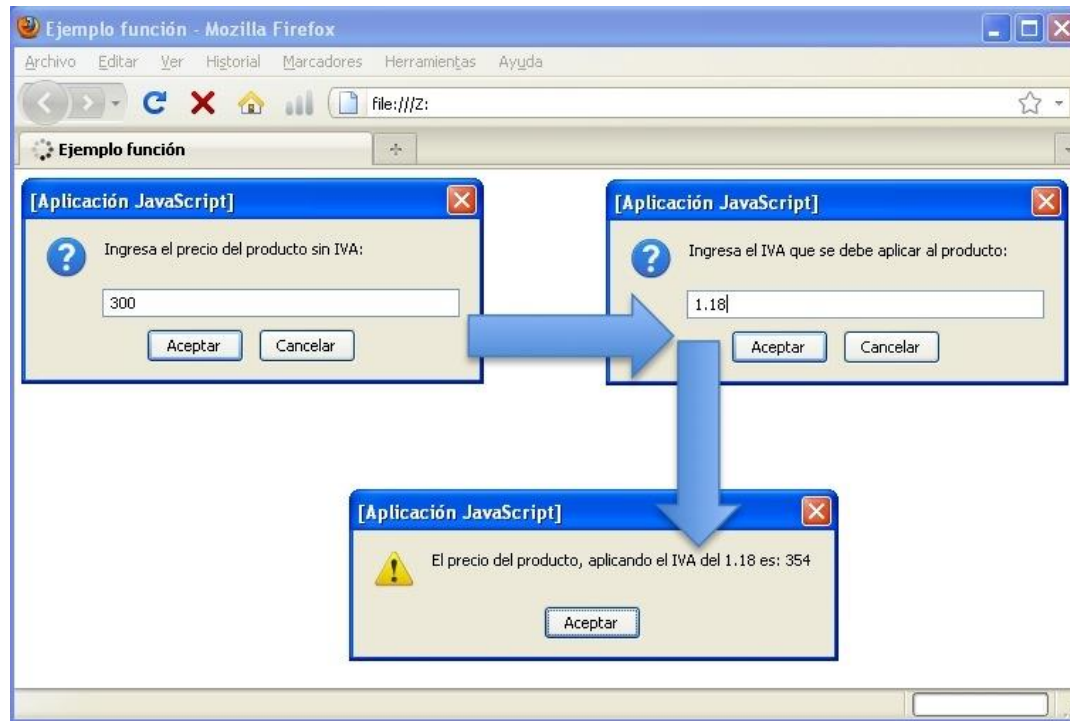 Ejemplo función - Mozilla Firefox
Archivo Editar Ver Historial Marcadores Herramientas Ayuda
file:///Z:
Ejemplo función
[Aplicación JavaScript]
Ingresa el precio del producto sin IVA:
300
Aceptar Cancelar
[Aplicación JavaScript]
Ingresa el IVA que se debe aplicar al producto:
1.18
Aceptar Cancelar
[Aplicación JavaScript]
El precio del producto, aplicando el IVA del 1.18 es: 354
Aceptar